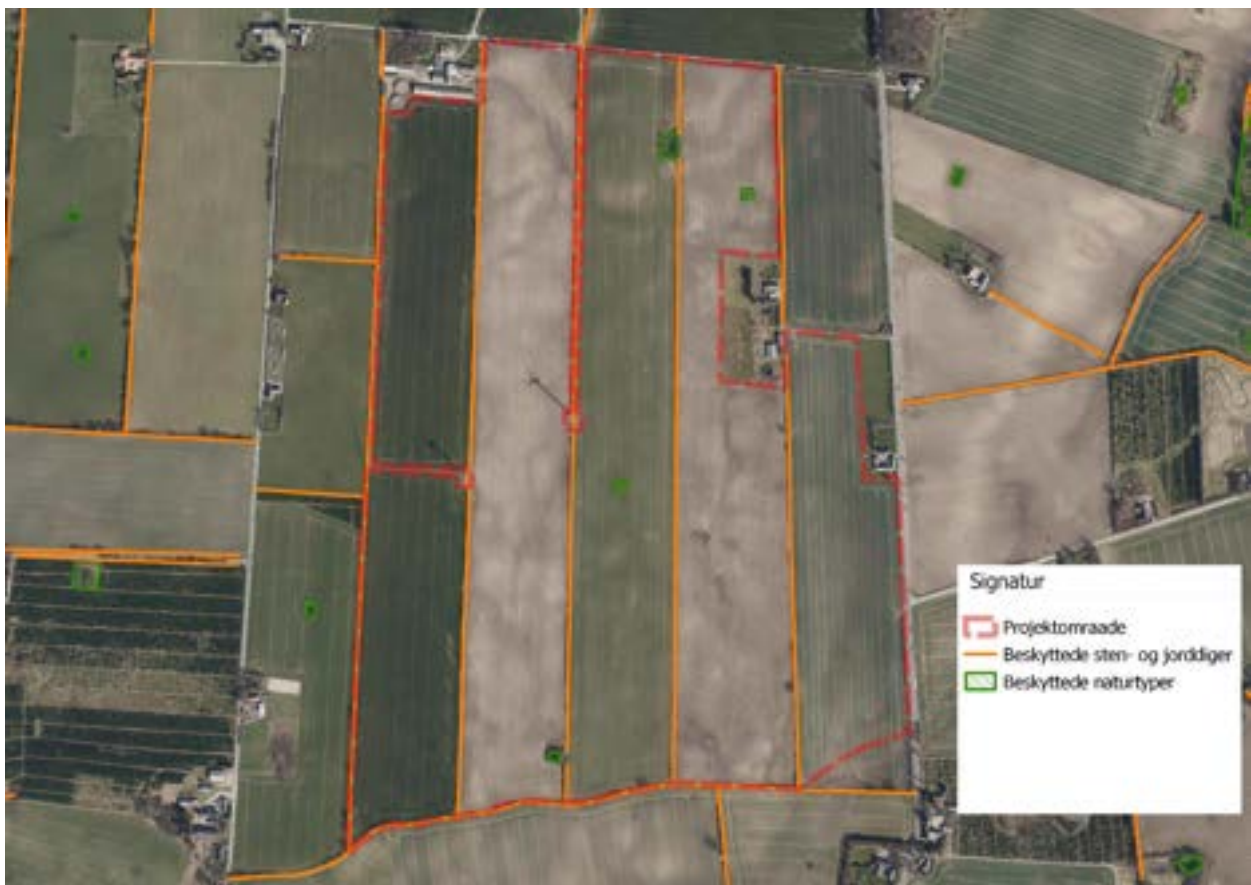 Signatur
Projektomraade
Beskyttede sten- og jorddiger
Beskyttede naturtyper